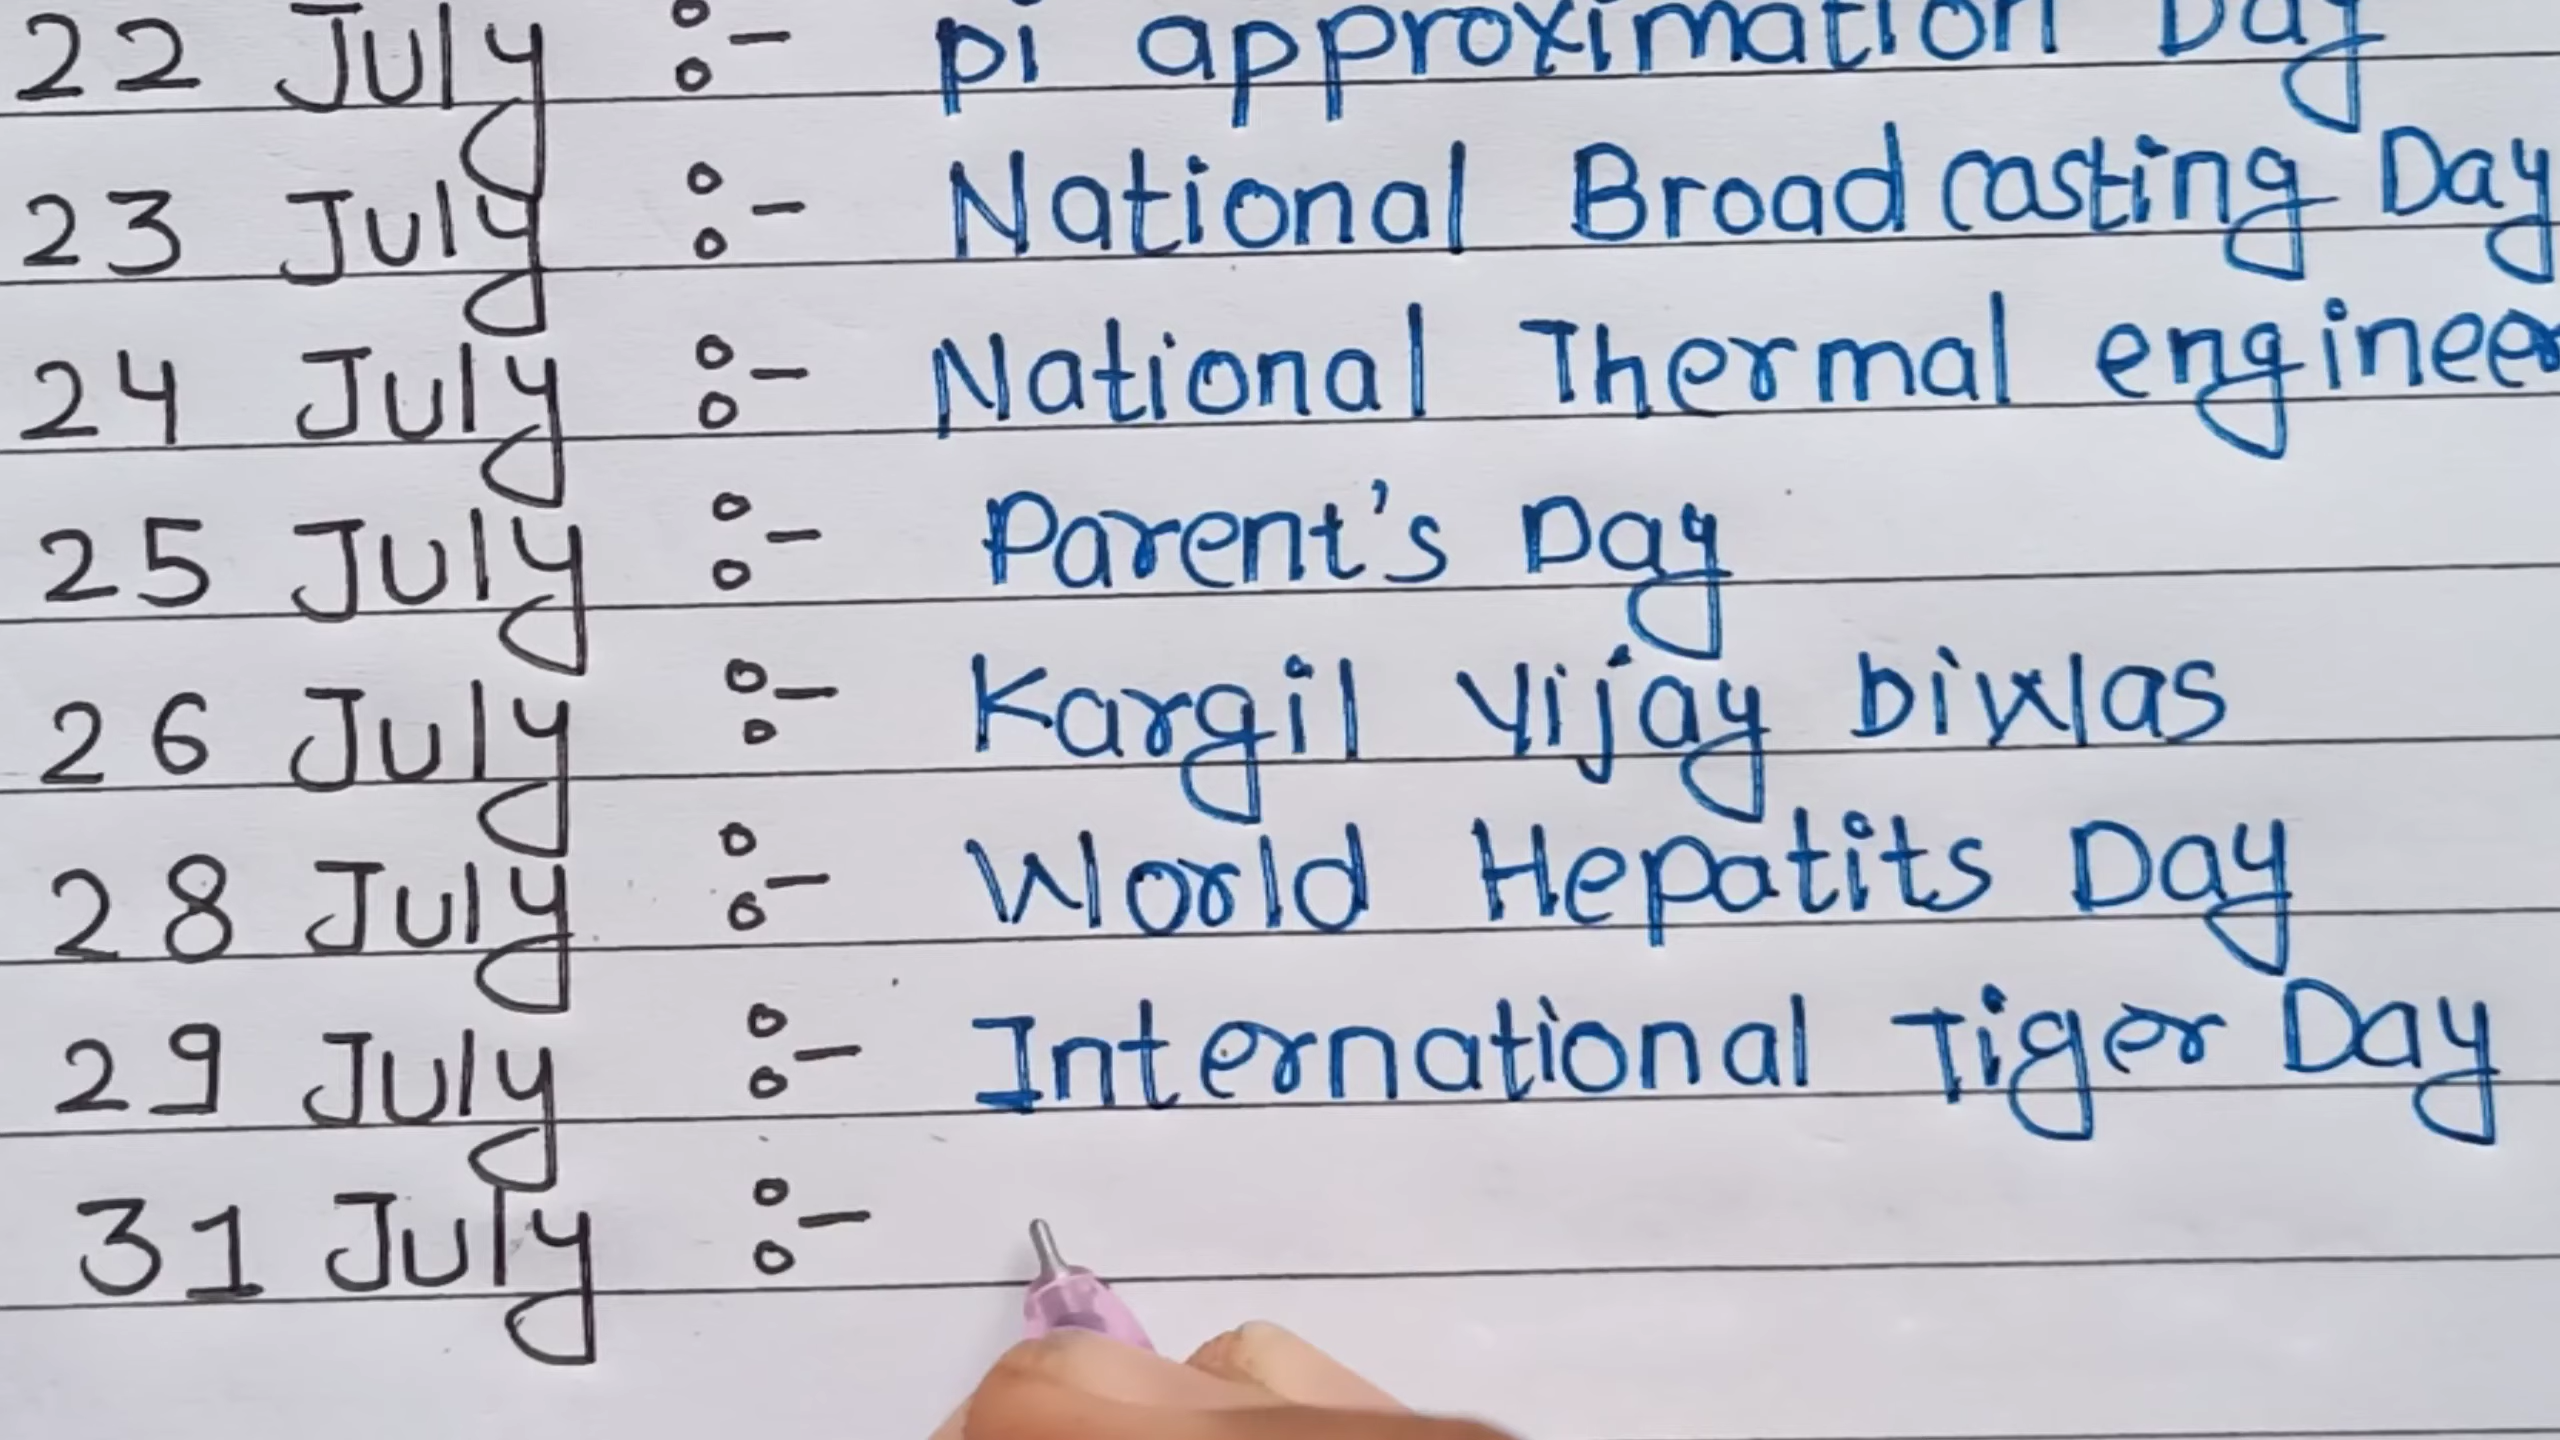 22 July :- pi approximation Day
23 July :- National Broadcasting Day
24 July :- National Thermal engineer
25 July :- Parent's Day
26 July :- Kargil Vijay Diwas
28 July :- World Hepatits Day
29 July :- International Tiger Day
31 July :-